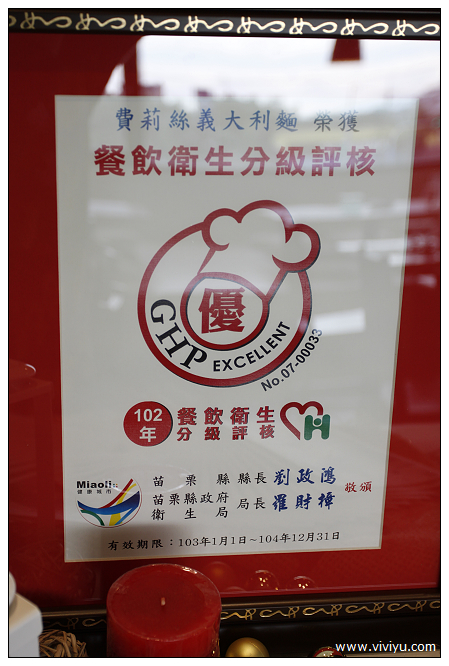 費莉絲義大利麵 榮獲
餐飲衛生分級評核
優
GHP EXCELLENT
No.07-00033
102年
餐飲衛生
分級評核
H
Miaoli
健康城市
苗栗縣縣長 劉政鴻
苗栗縣政府衛生局 局長 羅財樟
敬頒
有效期限：103年1月1日~104年12月31日
www.viviyu.com